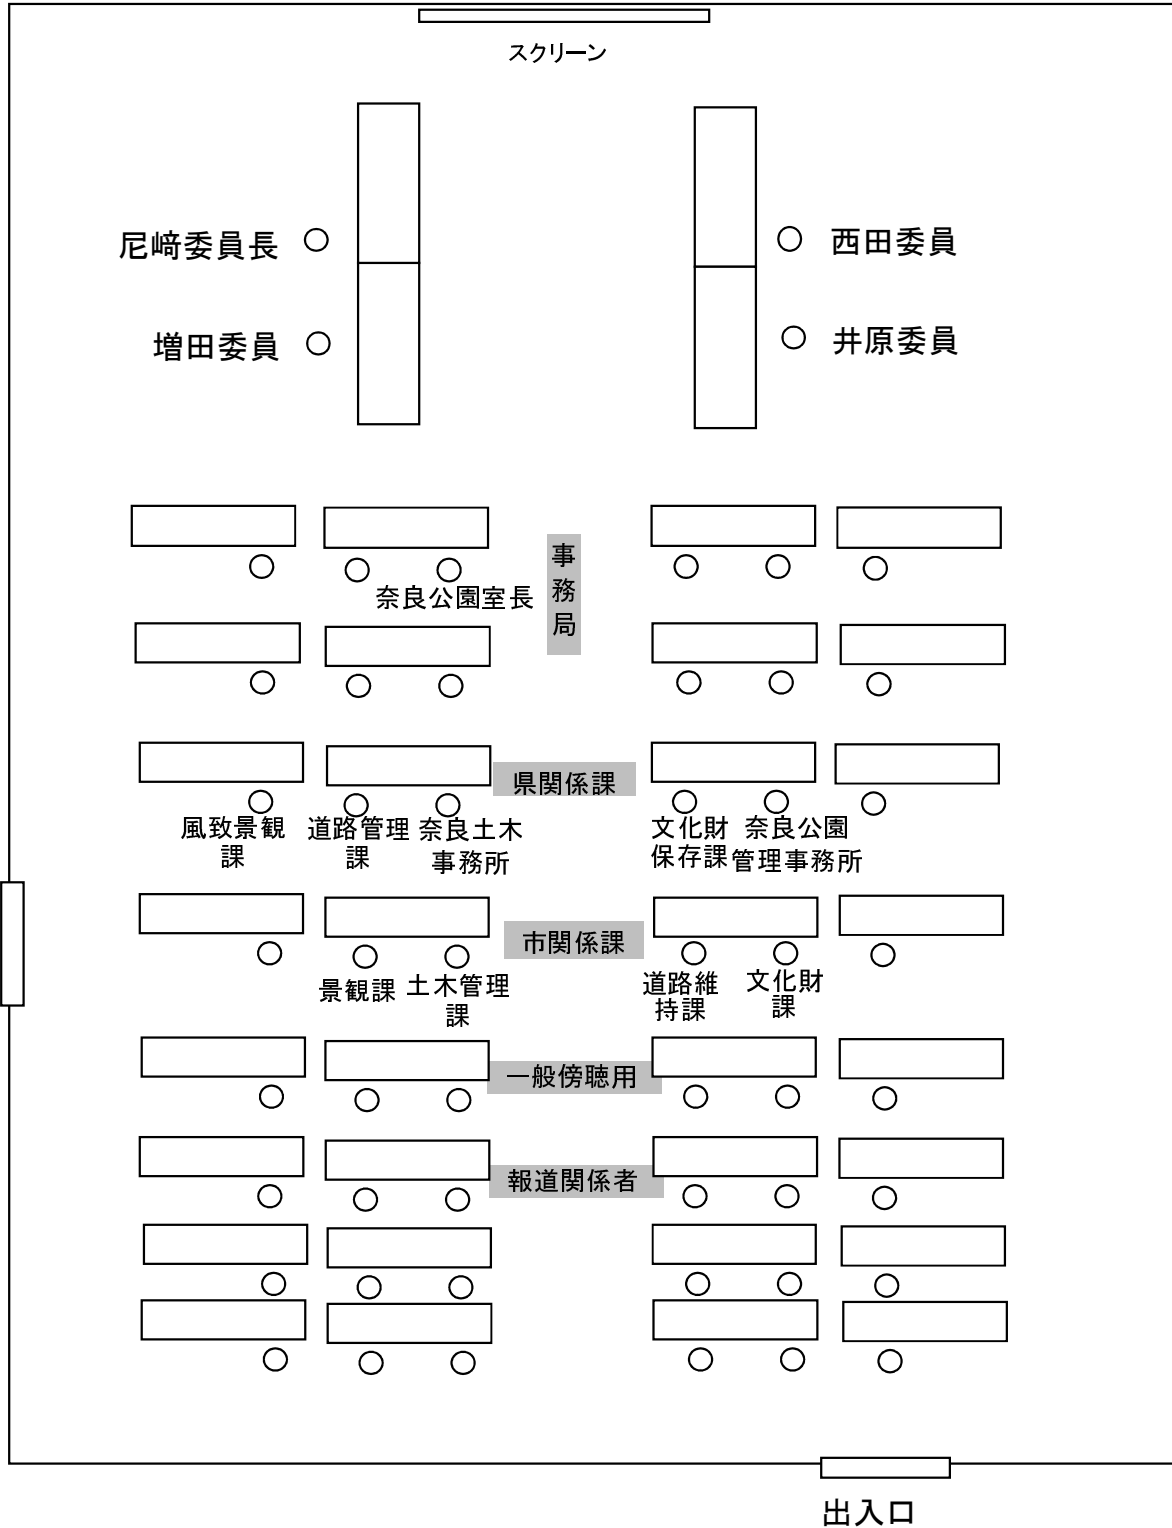 スクリーン
尼﨑委員長
西田委員
増田委員
井原委員
事務局
奈良公園室長
県関係課
風致景観
課
道路管理
課
奈良土木
事務所
文化財
保存課
奈良公園
管理事務所
市関係課
景観課
土木管理
課
道路維
持課
文化財
課
一般傍聴用
報道関係者
出入口